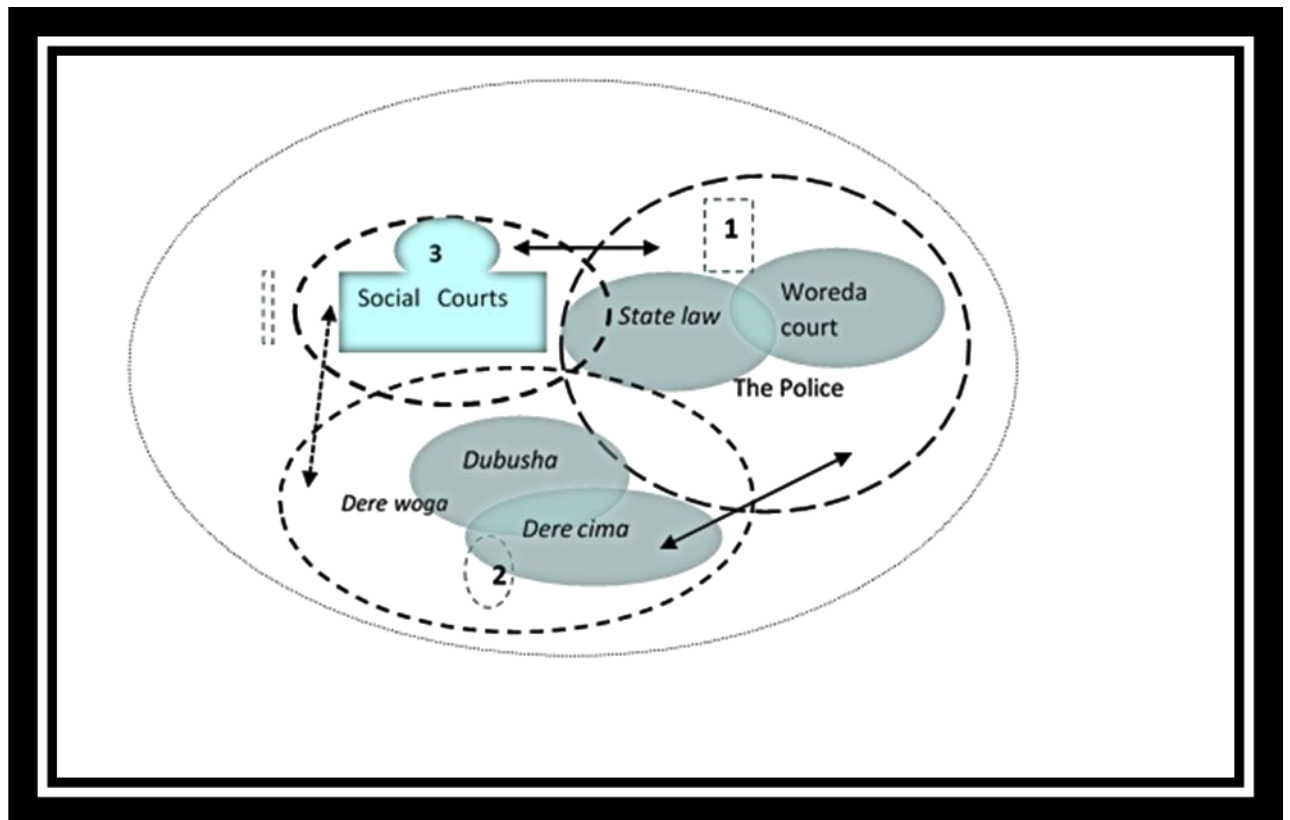 1
3
Social Courts
State law
Woreda
court
The Police
Dubusha
Dere woga
Dere cima
2